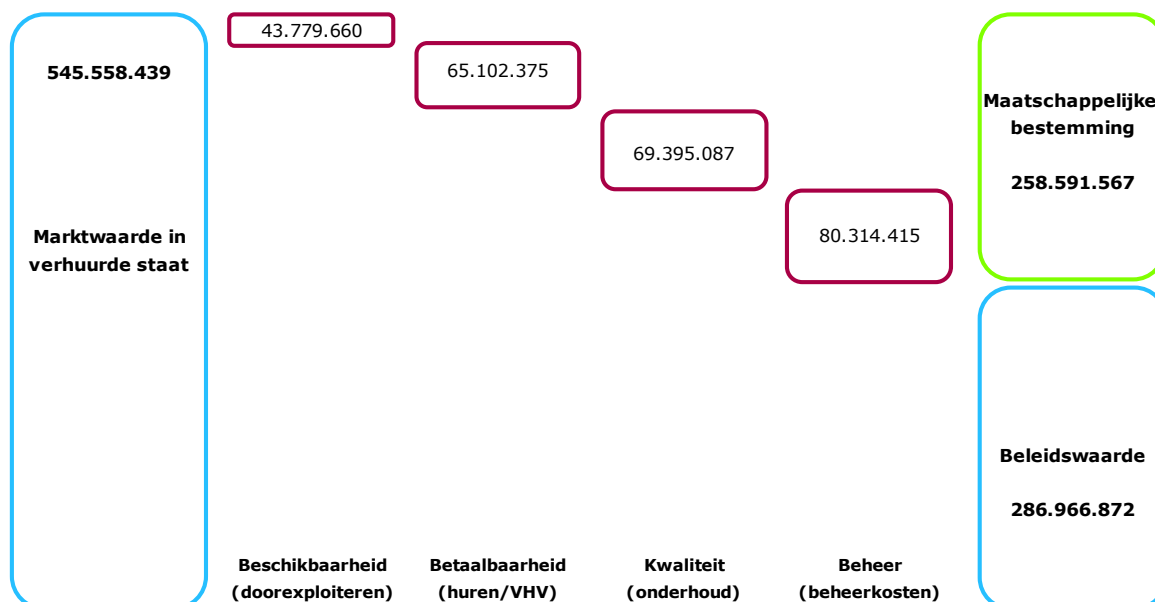 545.558.439
Marktwaarde in
verhuurde staat
43.779.660
65.102.375
69.395.087
80.314.415
Maatschappelijke
bestemming
258.591.567
Beleidswaarde
286.966.872
Beschikbaarheid
(doorexploiteren)
Betaalbaarheid
(huren/VHV)
Kwaliteit
(onderhoud)
Beheer
(beheerkosten)